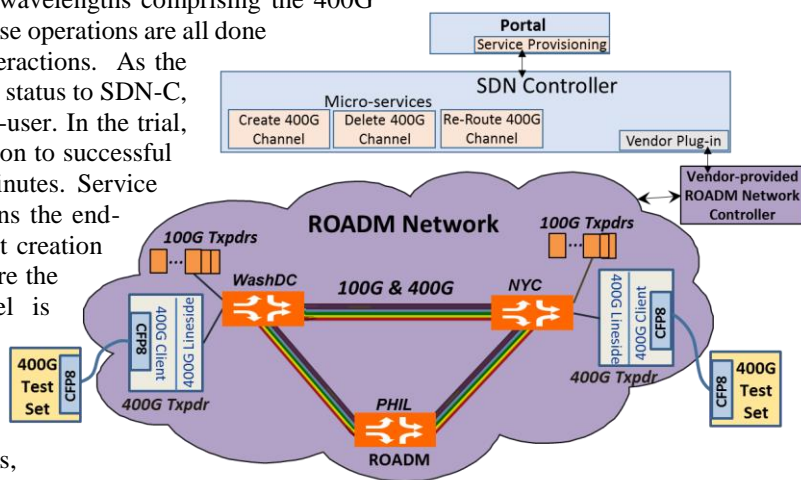 wavelengths comprising the 400G
se operations are all done
eractions. As the
status to SDN-C,
-user. In the trial,
on to successful
inutes. Service
ns the end-
t creation
re the
el is
s,
Portal
Service Provisioning
SDN Controller
Micro-services
Create 400G
Channel
Delete 400G
Channel
Re-Route 400G
Channel
Vendor Plug-in
Vendor-provided
ROADM Network
Controller
ROADM Network
100G Txpdrs
...
WashDC
100G & 400G
NYC
100G Txpdrs
...
CFP8
400G Client
400G Lineside
400G Txpdr
400G
Test
Set
CFP8
400G Lineside
400G Client
CFP8
400G Txpdr
CFP8
400G
Test
Set
PHIL
ROADM